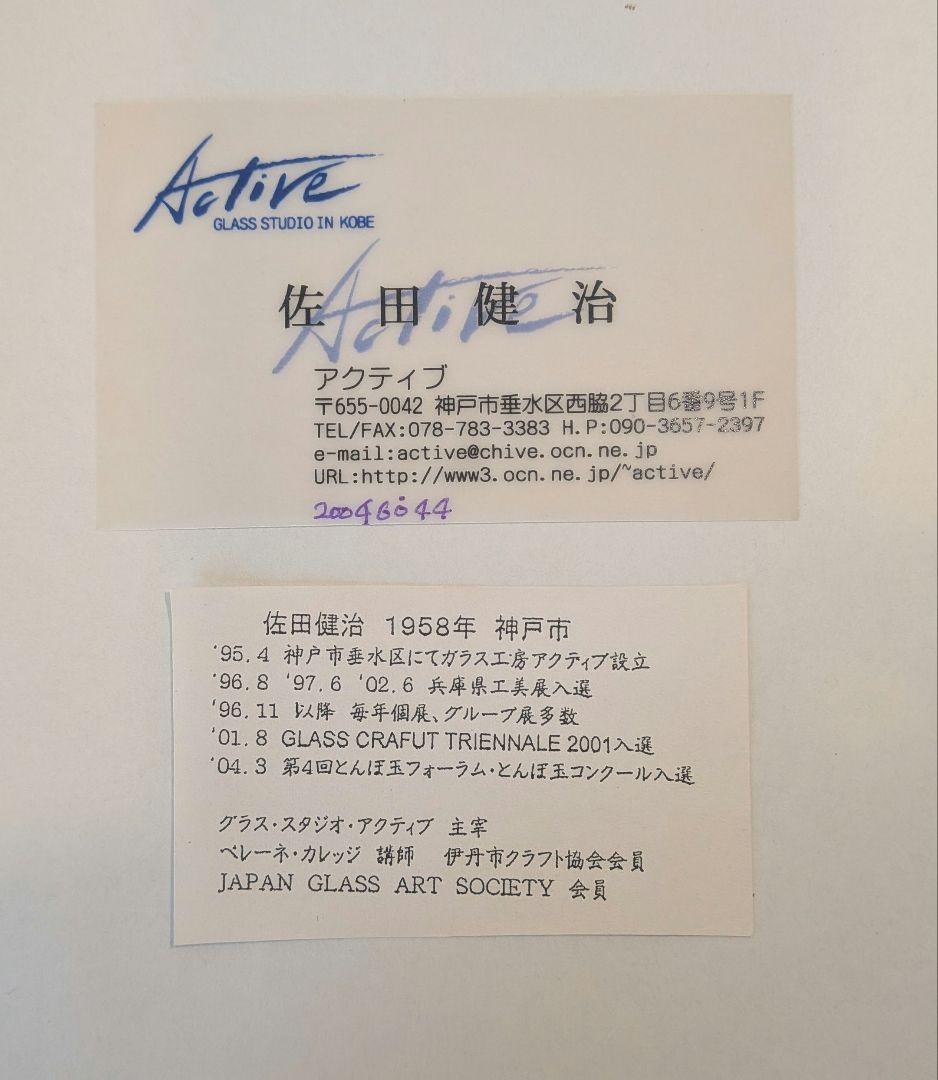 Active
GLASS STUDIO IN KOBE
Active
佐田健治
アクティブ
〒655-0042 神戸市垂水区西脇2丁目6番9号1F
TEL/FAX:078-783-3383 H.P:090-3657-2397
e-mail:active@chive.ocn.ne.jp
URL:http://www3.ocn.ne.jp/~active/
佐田健治 1958年 神戸市
'95.4 神戸市垂水区にてガラス工房アクティブ設立
'96.8 '97.6 '02.6 兵庫県工美展入選
'96.11 以降 毎年個展、グループ展多数
'01.8 GLASS CRAFUT TRIENNALE 2001入選
'04.3 第4回とんぼ玉フォーラム・とんぼ玉コンクール入選
グラス・スタジオ・アクティブ 主宰
ベレーネ・カレッジ 講師 伊丹市クラフト協会会員
JAPAN GLASS ART SOCIETY 会員